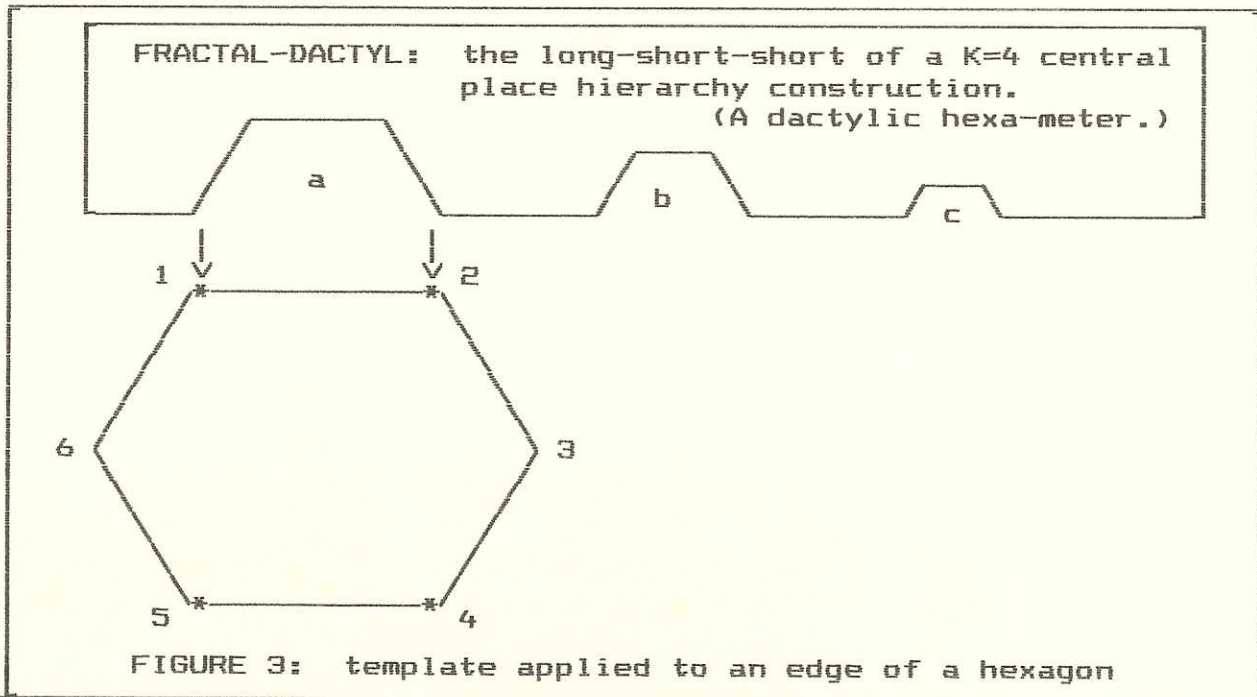 FRACTAL-DACTYL: the long-short-short of a K=4 central
place hierarchy construction.
(A dactylic hexa-meter.)
a
b
c
1 2
6 3
5 4
FIGURE 3: template applied to an edge of a hexagon